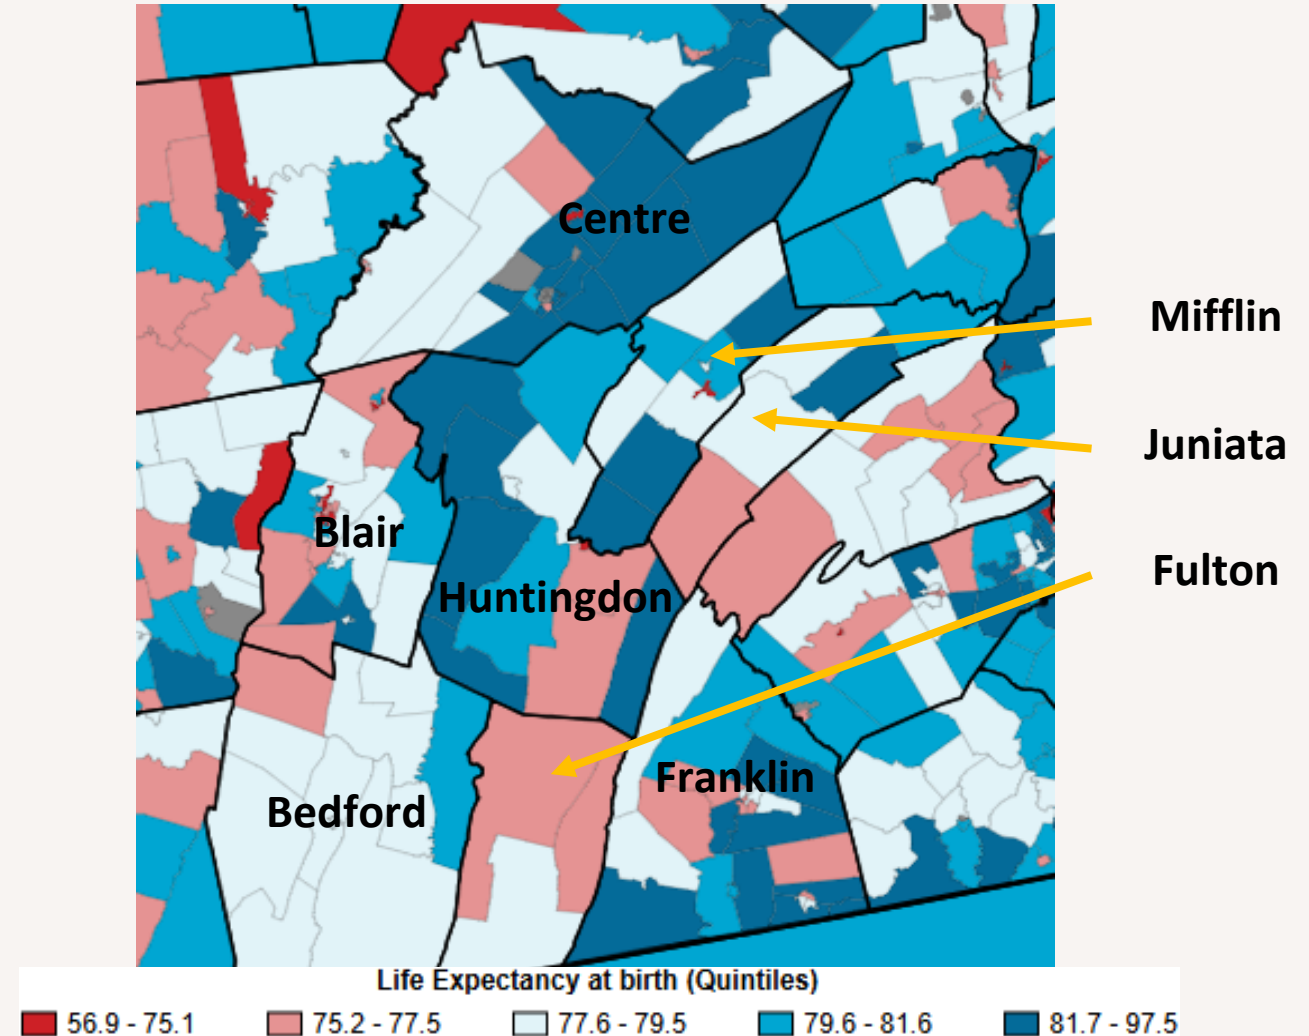 Centre
Mifflin
Juniata
Blair
Fulton
Huntingdon
Franklin
Bedford
Life Expectancy at birth (Quintiles)
56.9 - 75.1 75.2 - 77.5 77.6 - 79.5 79.6 - 81.6 81.7 - 97.5